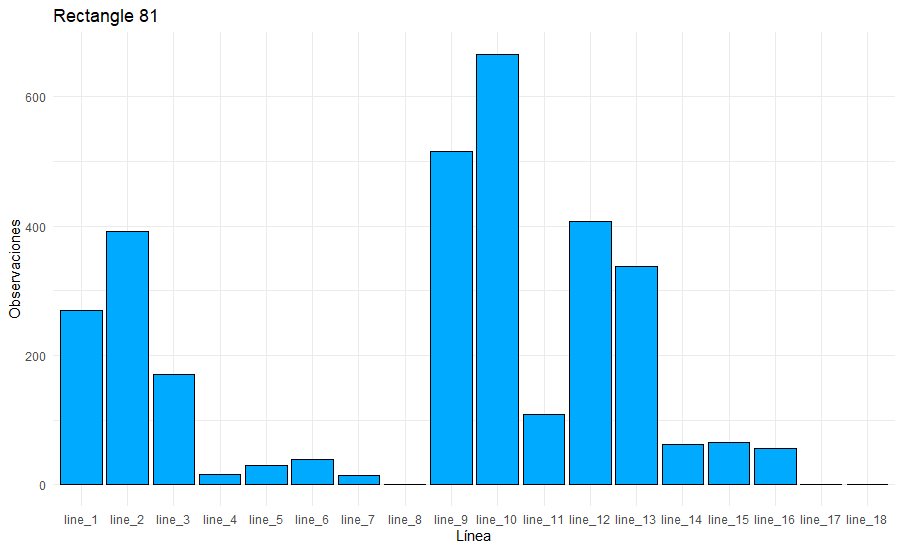 Rectangle 81
Observaciones
600
400
200
0
line_1 line_2 line_3 line_4 line_5 line_6 line_7 line_8 line_9 line_10 line_11 line_12 line_13 line_14 line_15 line_16 line_17 line_18
Línea